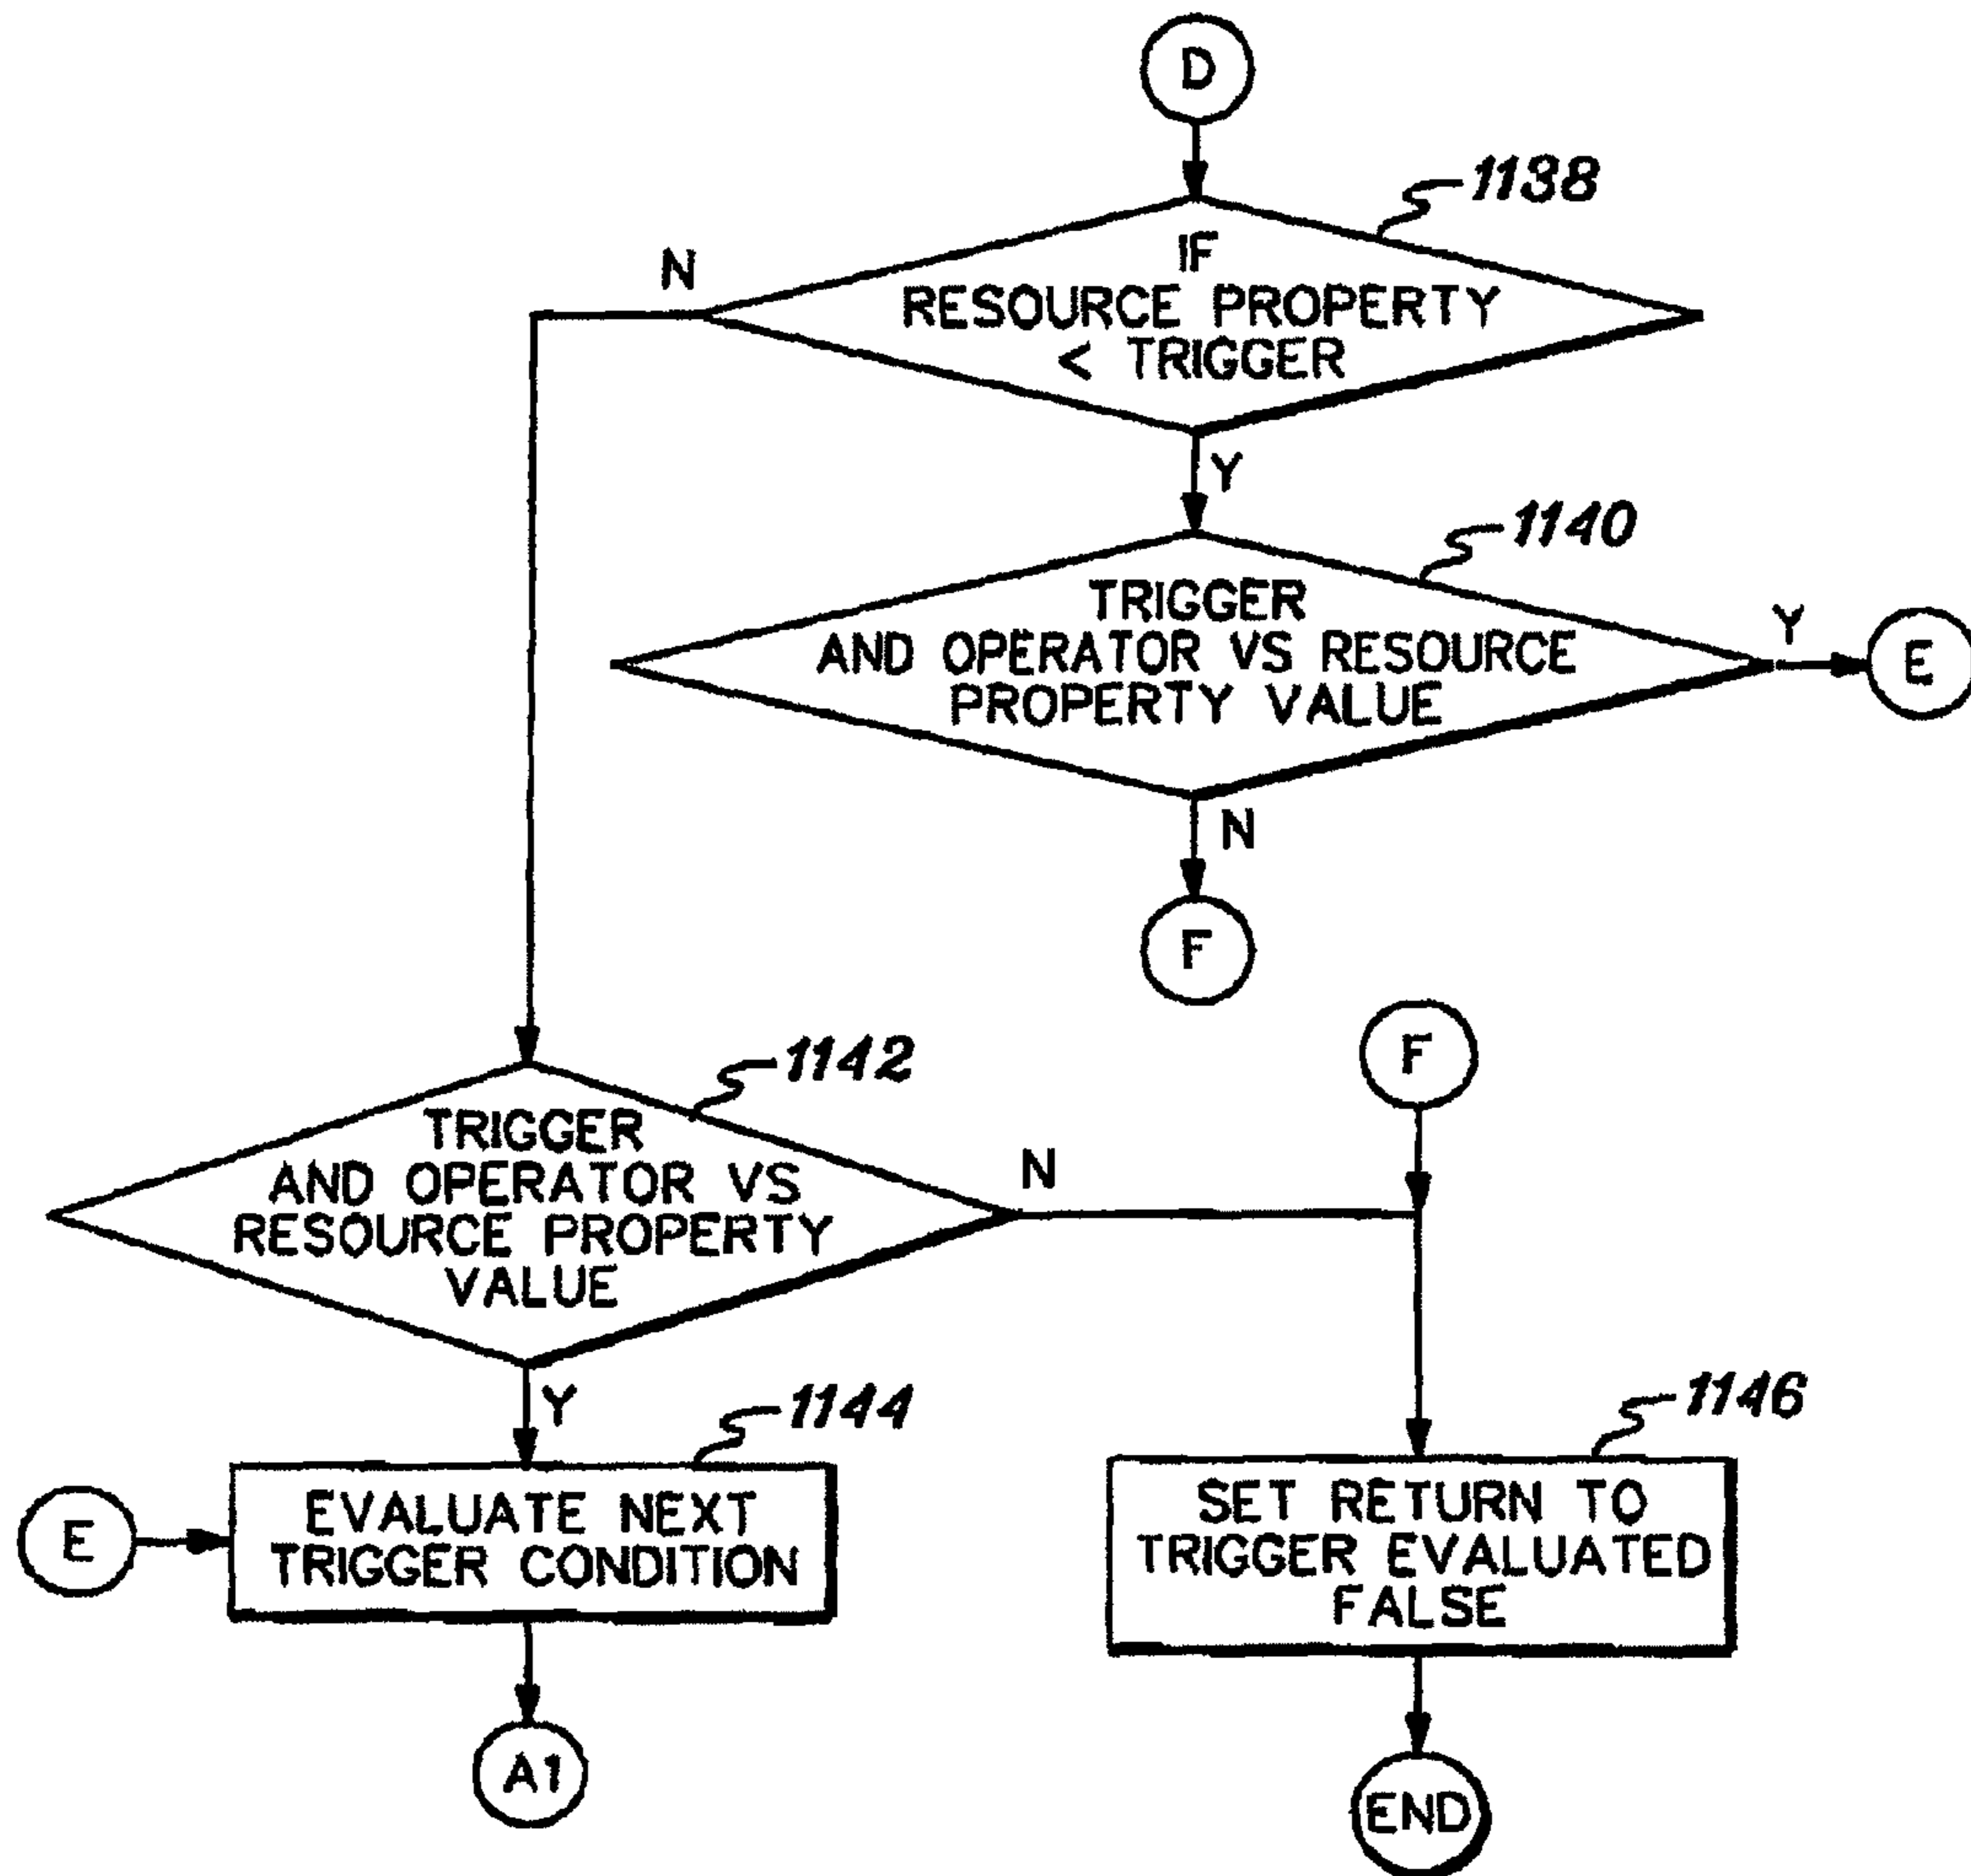 D
1138
N
IF
RESOURCE PROPERTY
< TRIGGER
Y
1140
TRIGGER
AND OPERATOR VS RESOURCE
PROPERTY VALUE
Y
E
N
F
F
1142
TRIGGER
AND OPERATOR VS
RESOURCE PROPERTY
VALUE
N
Y
1144
1146
E
EVALUATE NEXT
TRIGGER CONDITION
SET RETURN TO
TRIGGER EVALUATED
FALSE
A1
END